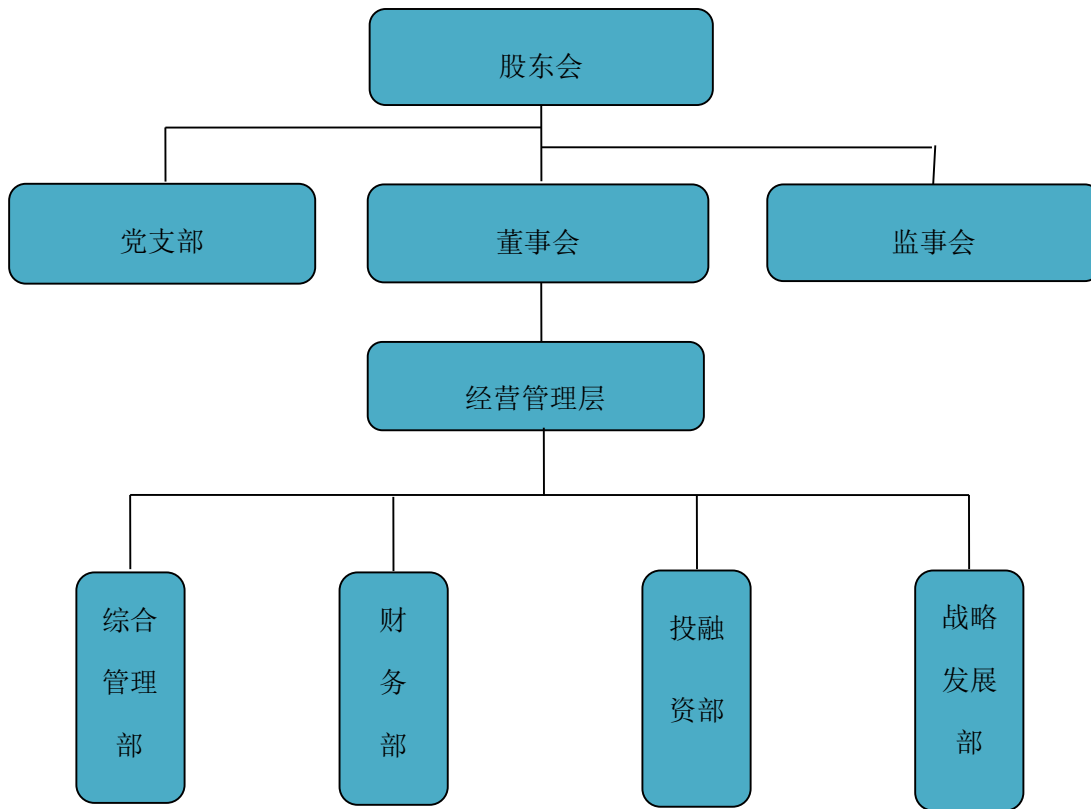 股东会
党支部
董事会
监事会
经营管理层
综合
管理
部
财
务
部
投融
资部
战略
发展
部